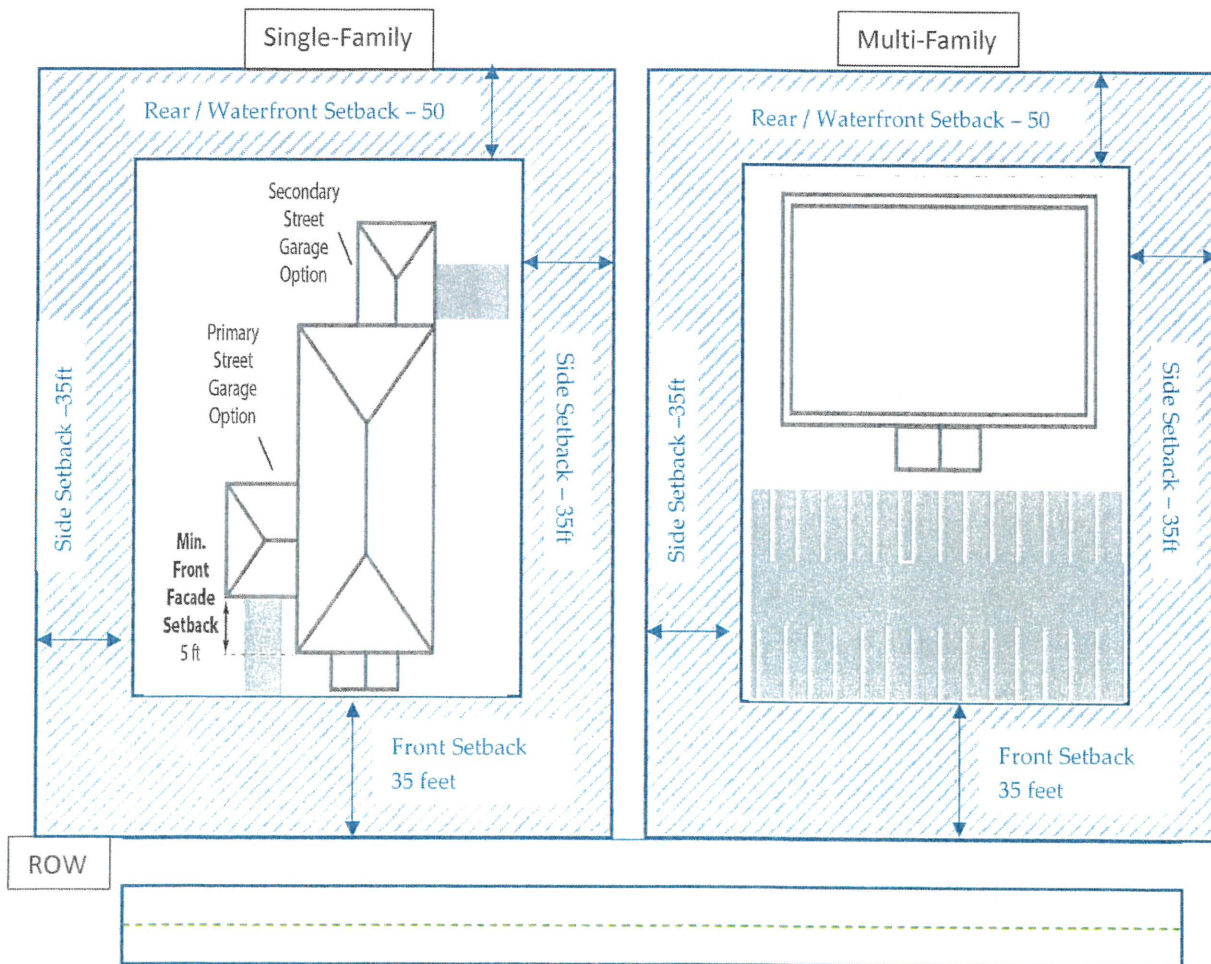 Single-Family
Multi-Family
Rear / Waterfront Setback – 50
Secondary
Street
Garage
Option
Primary
Street
Garage
Option
Min.
Front
Facade
Setback
5 ft
Side Setback –35ft
Side Setback – 35ft
Front Setback
35 feet
Rear / Waterfront Setback – 50
Side Setback –35ft
Side Setback – 35ft
Front Setback
35 feet
ROW